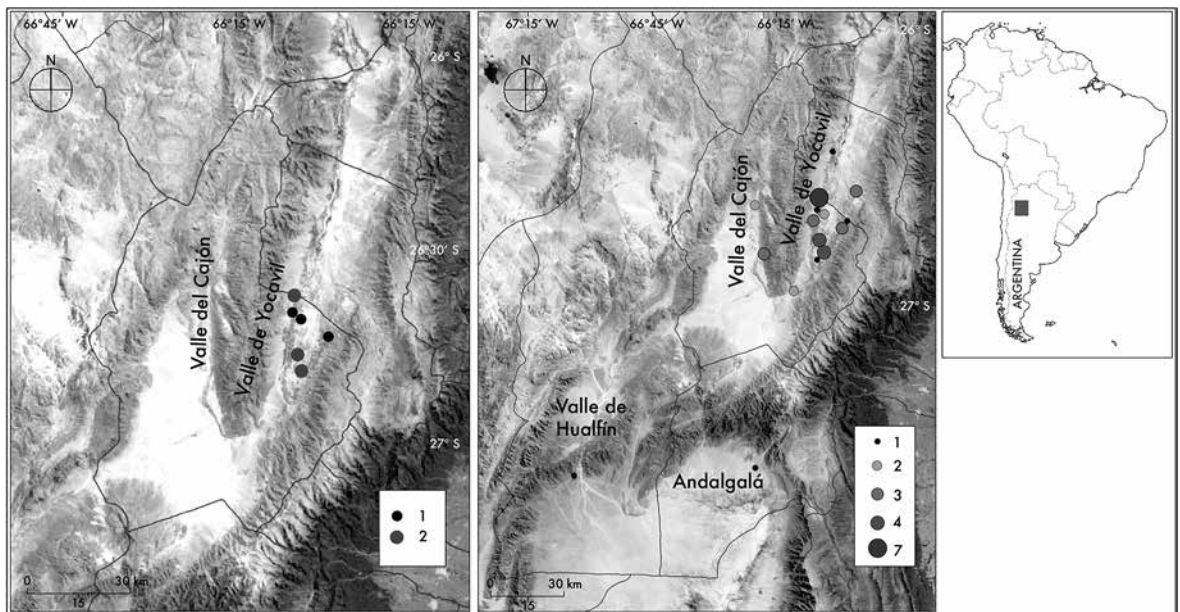 66°45' W
66°15' W
66°15' W
N
26° S
26°30' S
27° S
Valle del Cajón
Valle de Yocavil
1
2
0
15
30 km
67°15' W
66°45' W
66°15' W
N
26° S
27° S
Valle del Cajón
Valle de Yocavil
Valle de
Hualfín
Andalgalá
1
2
3
4
7
0
15
30 km
ARGENTINA